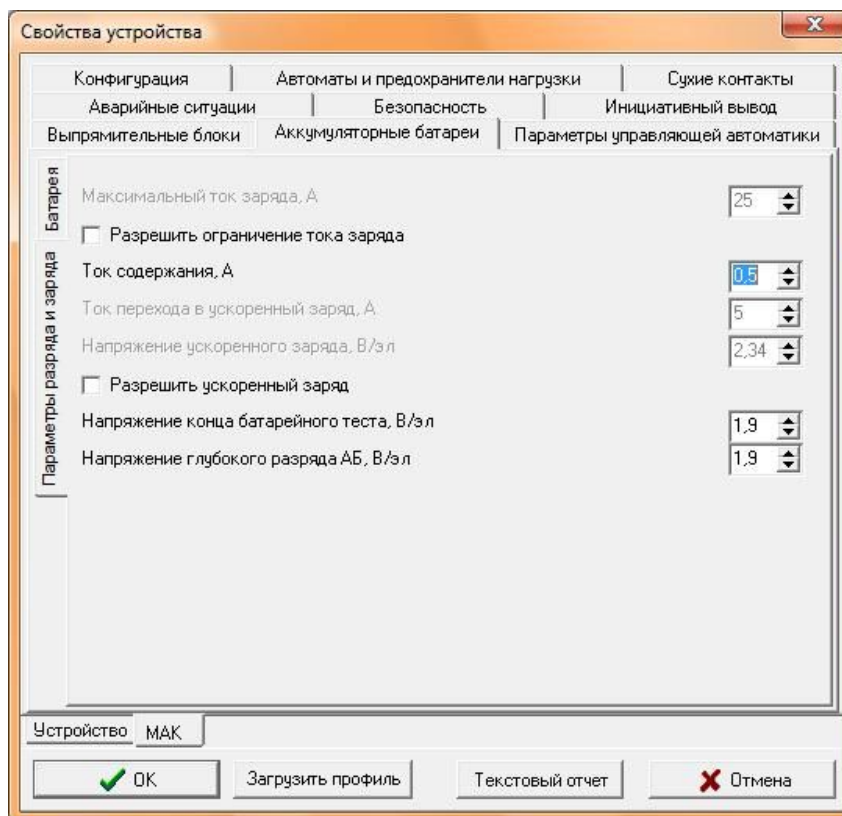 Свойства устройства
Конфигурация Автоматы и предохранители нагрузки Сухие контакты
Аварийные ситуации Безопасность Инициативный вывод
Выпрямительные блоки Аккумуляторные батареи Параметры управляющей автоматики
Батарея
Параметры разряда и заряда
Максимальный ток заряда, А 25
Разрешить ограничение тока заряда
Ток содержания, А 0,5
Ток перехода в ускоренный заряд, А 5
Напряжение ускоренного заряда, В/эл 2,34
Разрешить ускоренный заряд
Напряжение конца батарейного теста, В/эл 1,9
Напряжение глубокого разряда АБ, В/эл 1,9
Устройство МАК
OK Загрузить профиль Текстовый отчет Отмена